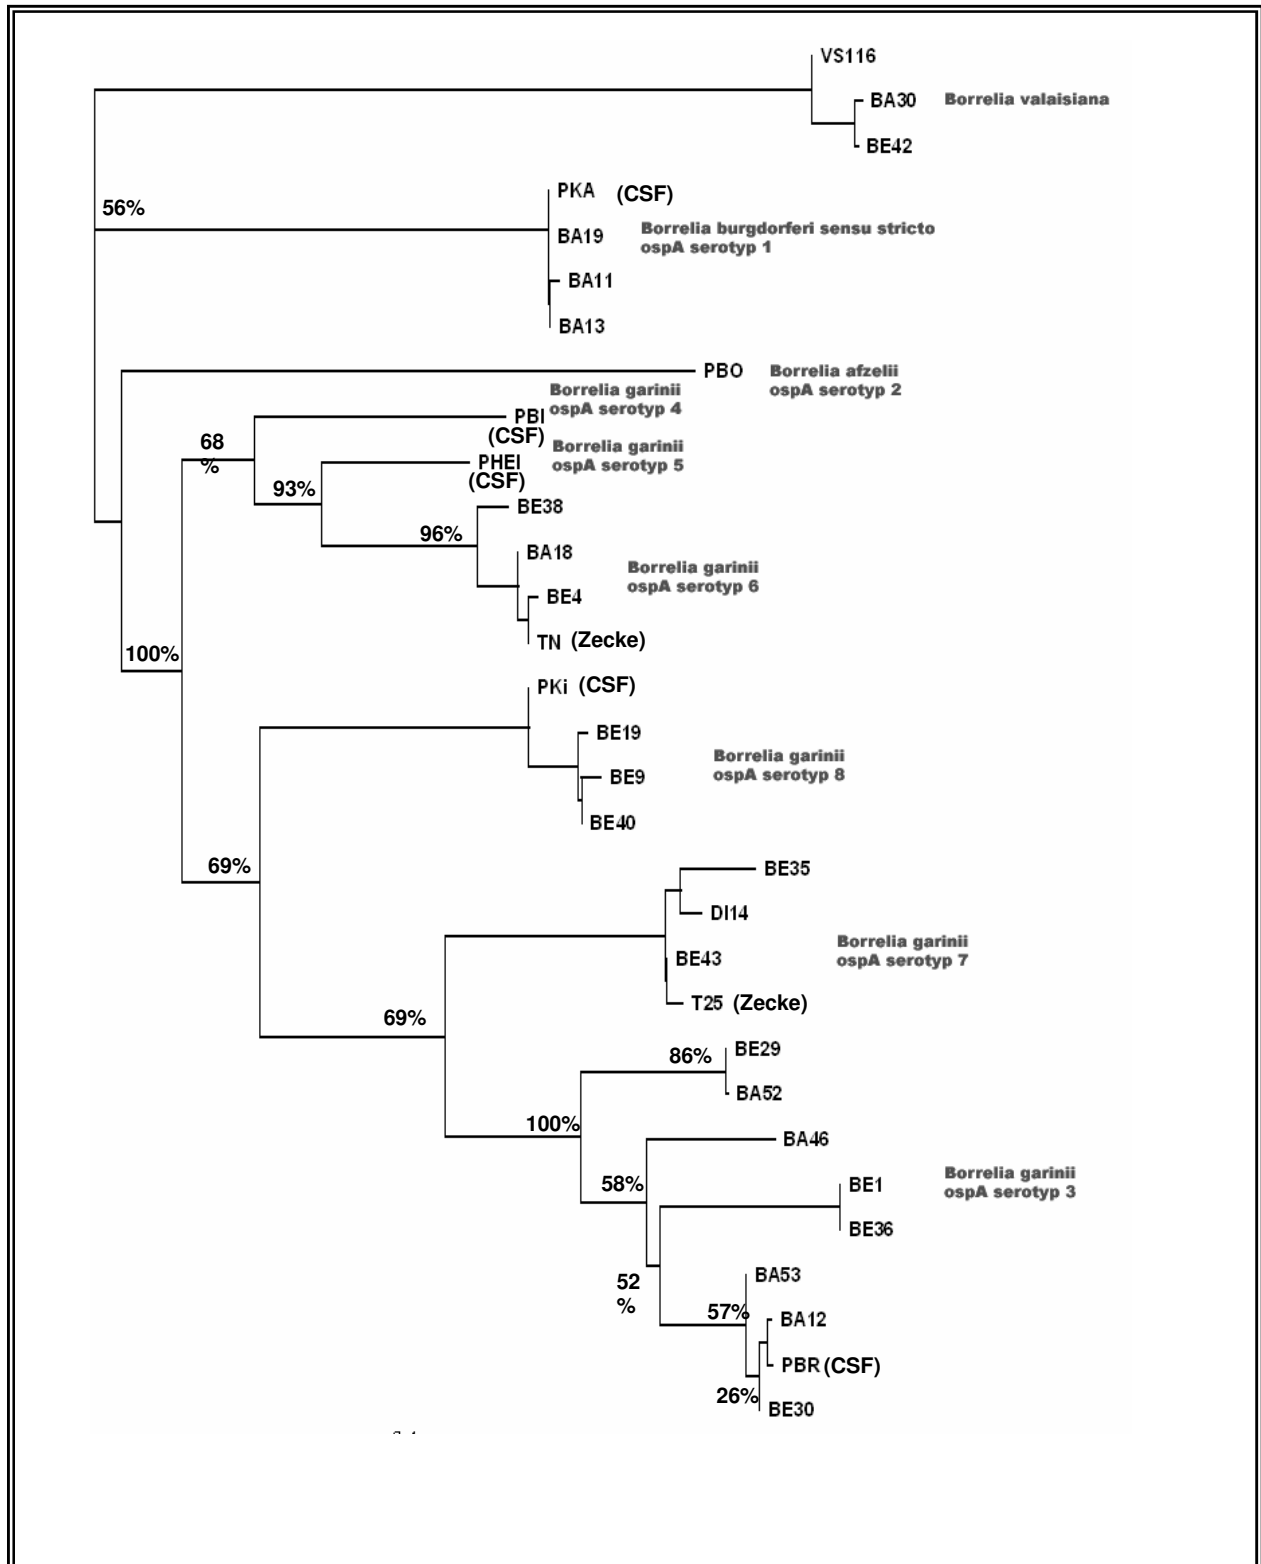 VS116
BA30 Borrelia valaisiana
BE42
PKA (CSF)
56%
BA19 Borrelia burgdorferi sensu stricto
ospA serotyp 1
BA11
BA13
PBO Borrelia afzelii
ospA serotyp 2
Borrelia garinii
ospA serotyp 4
PBI
(CSF)
68
%
Borrelia garinii
ospA serotyp 5
PHEI
(CSF)
93%
BE38
96%
BA18
Borrelia garinii
ospA serotyp 6
BE4
TN (Zecke)
100%
PKi (CSF)
BE19
Borrelia garinii
ospA serotyp 8
BE9
BE40
69%
BE35
DI14
Borrelia garinii
ospA serotyp 7
BE43
T25 (Zecke)
69%
BE29
86%
BA52
100%
BA46
58%
BE1
Borrelia garinii
ospA serotyp 3
BE36
BA53
52
%
57%
BA12
PBR (CSF)
26%
BE30